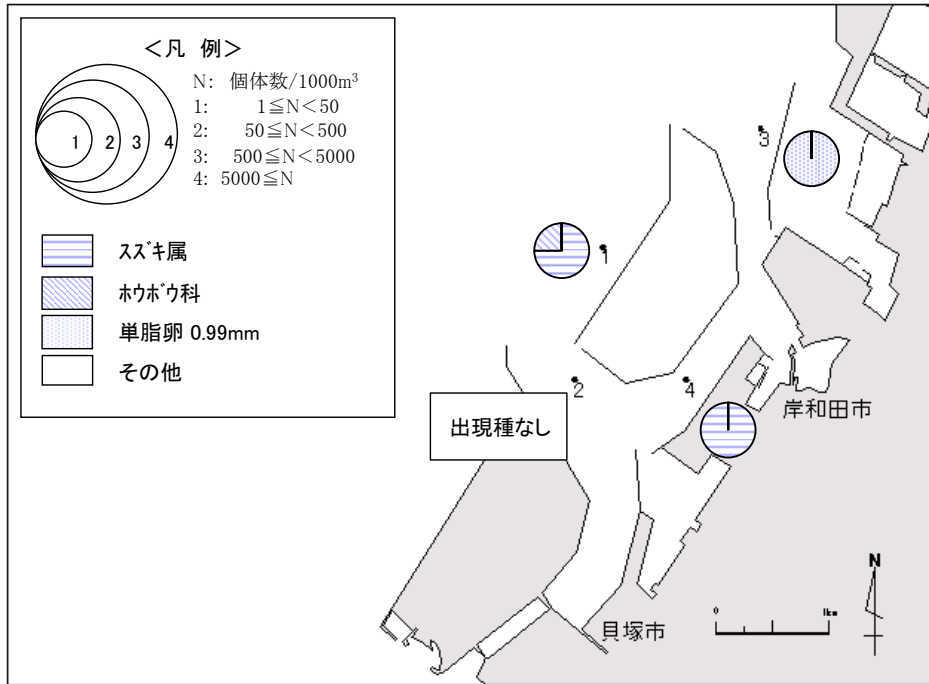 <凡 例>
N: 個体数/1000m³
1: 1≦N<50
2: 50≦N<500
3: 500≦N<5000
4: 5000≦N
1 2 3 4
スズキ属
ホウボウ科
単脂卵 0.99mm
その他
3
1
2
4
出現種なし
岸和田市
貝塚市
0 1km
N